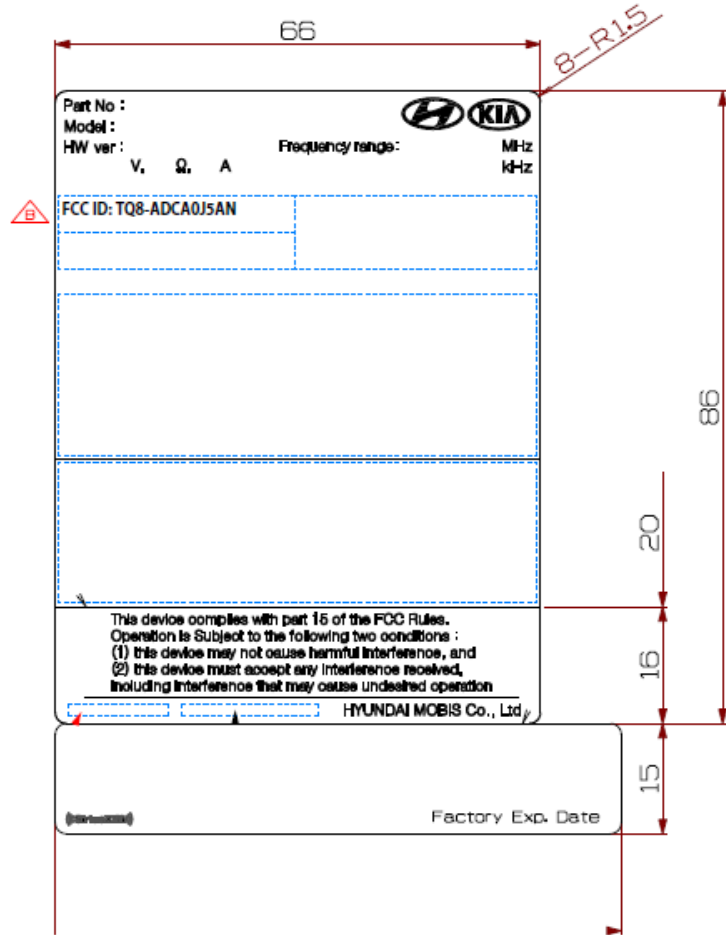 66
8-R1.5
Part No :
KIA
Model :
HW ver :
Frequency range:
MHz
V, Ω, A
kHz
B
FCC ID: TQ8-ADCA0J5AN
86
20
This device complies with part 15 of the FCC Rules.
Operation is Subject to the following two conditions :
(1) this device may not cause harmful interference, and
(2) this device must accept any interference received,
including interference that may cause undesired operation
16
HYUNDAI MOBIS Co., Ltd
15
Factory Exp. Date